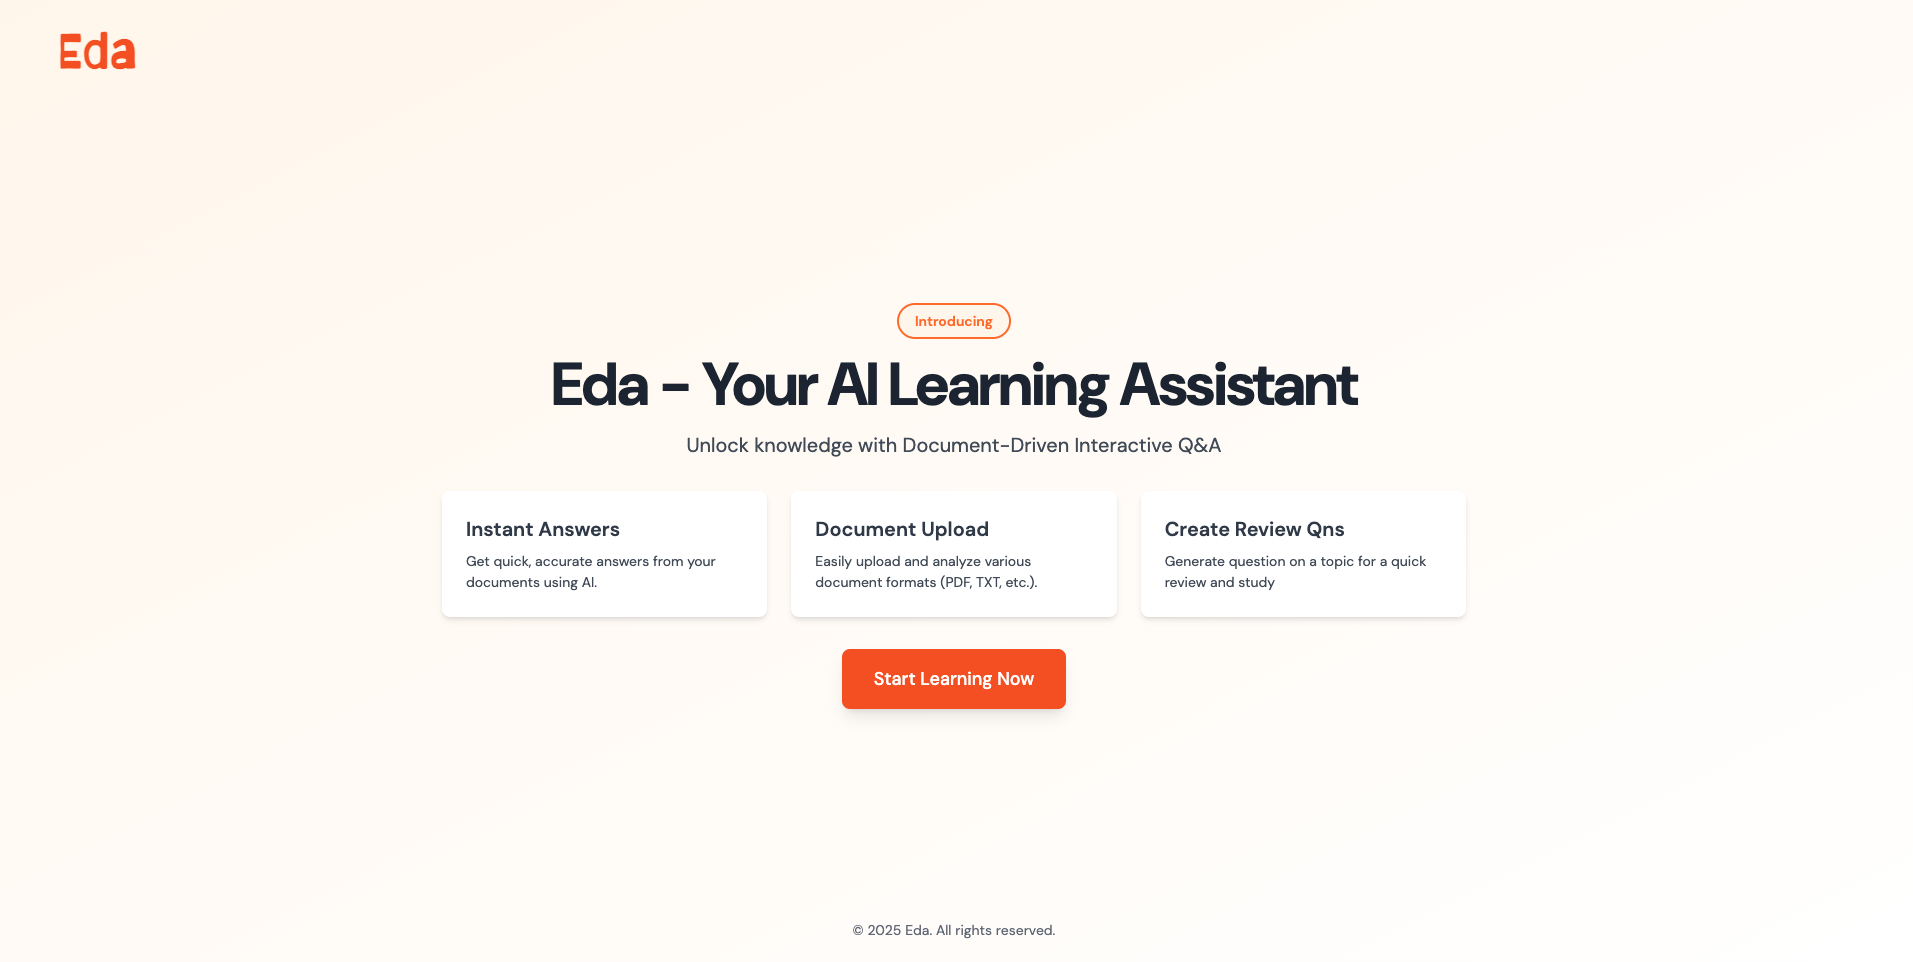 Eda
Introducing
Eda - Your AI Learning Assistant
Unlock knowledge with Document-Driven Interactive Q&A
Instant Answers
Get quick, accurate answers from your
documents using AI.
Document Upload
Easily upload and analyze various
document formats (PDF, TXT, etc.).
Create Review Qns
Generate question on a topic for a quick
review and study
Start Learning Now
© 2025 Eda. All rights reserved.